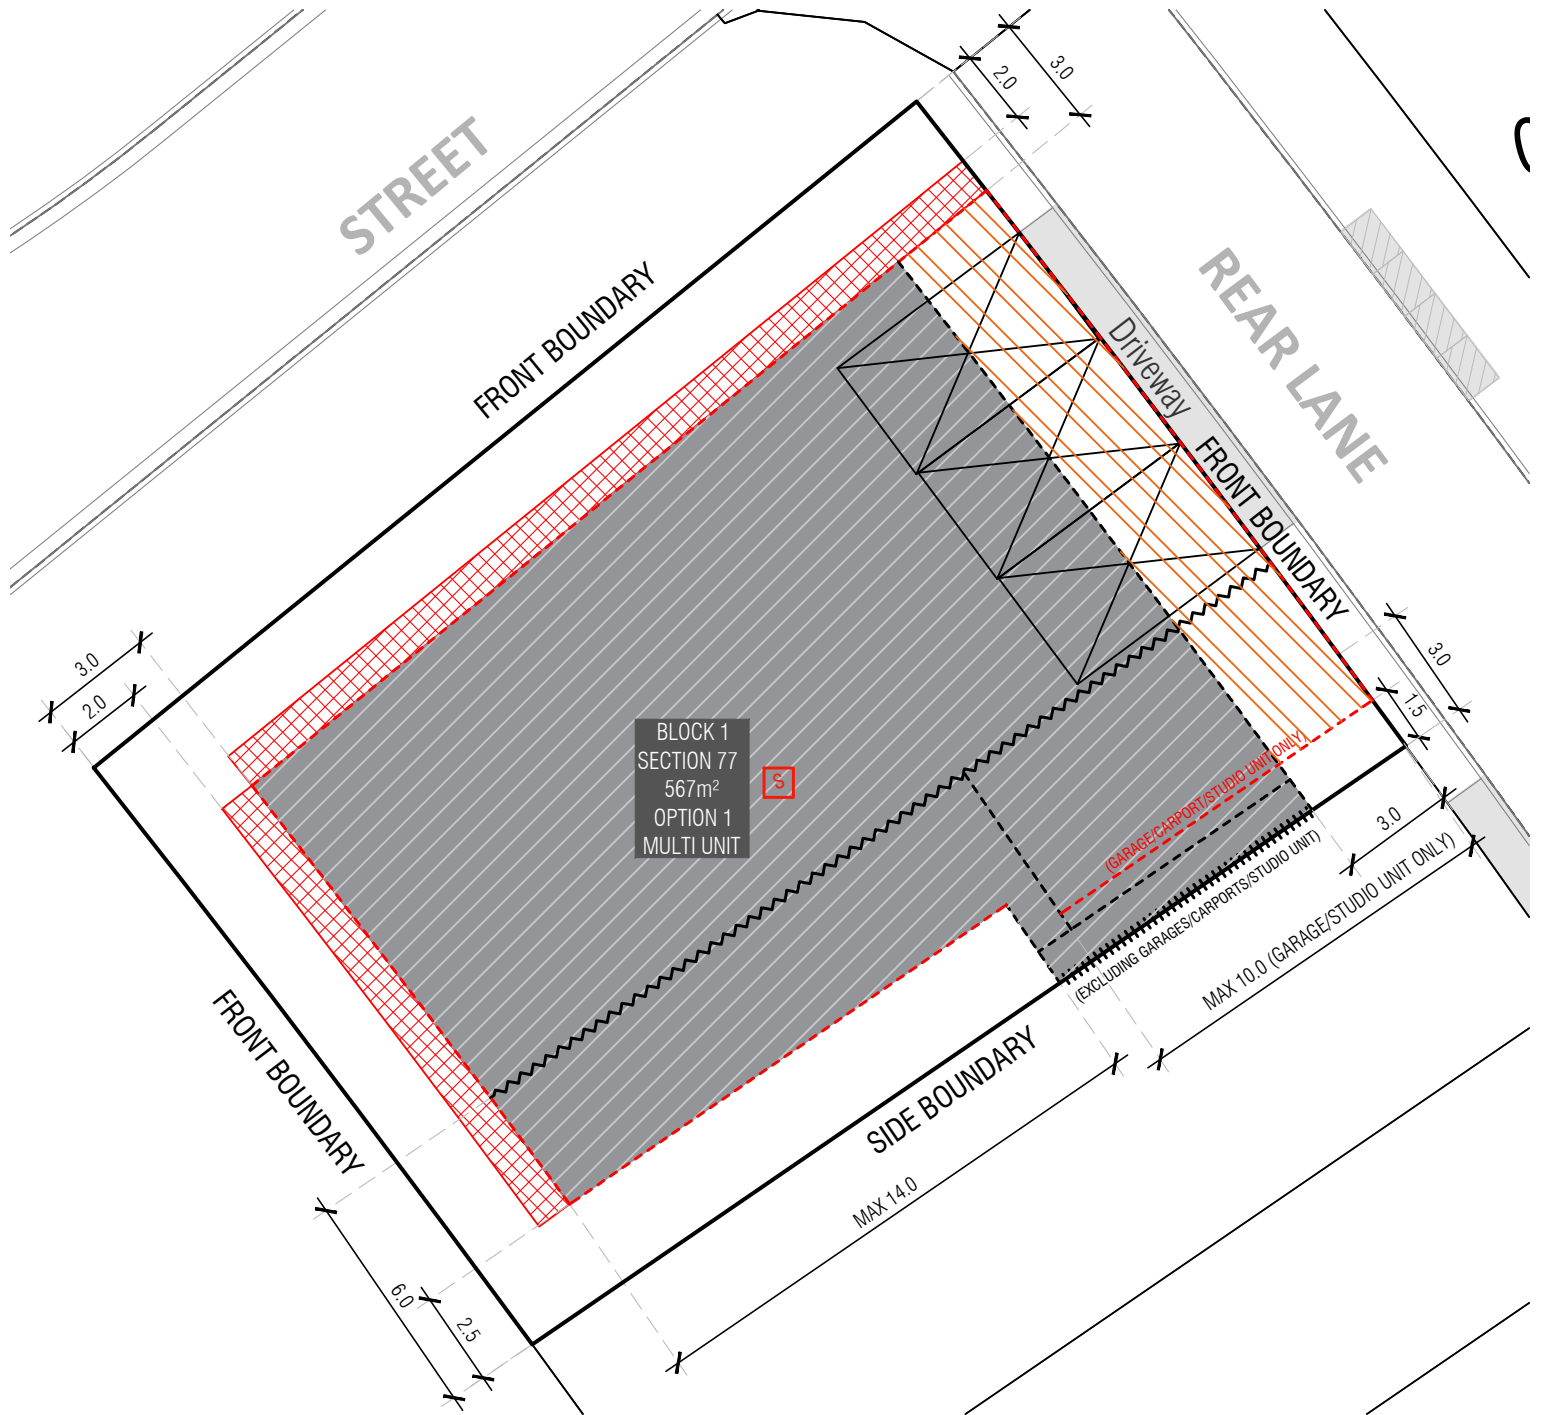 2.0
3.0
STREET
FRONT BOUNDARY
REAR LANE
Driveway
FRONT BOUNDARY
3.0
2.0
3.0
1.5
BLOCK 1
SECTION 77
567m²
OPTION 1
MULTI UNIT
S
(GARAGE/CARPORT/STUDIO UNIT ONLY)
(EXCLUDING GARAGES/CARPORTS/STUDIO UNIT)
3.0
MAX 10.0 (GARAGE/STUDIO UNIT ONLY)
FRONT BOUNDARY
SIDE BOUNDARY
MAX 14.0
6.0
2.5